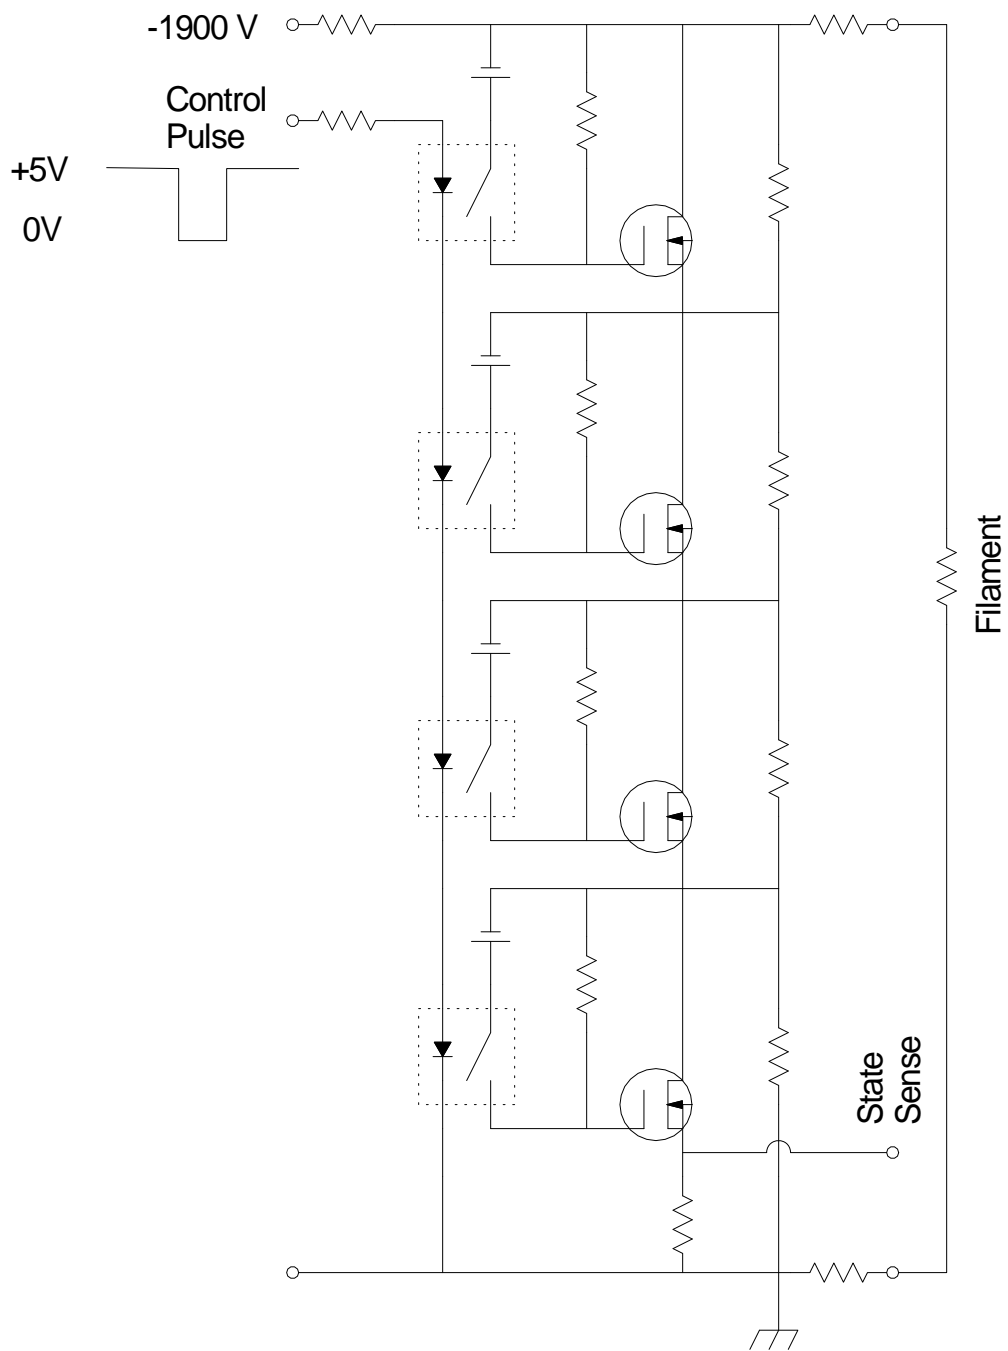 -1900 V
Control
Pulse
+5V
0V
Filament
State
Sense